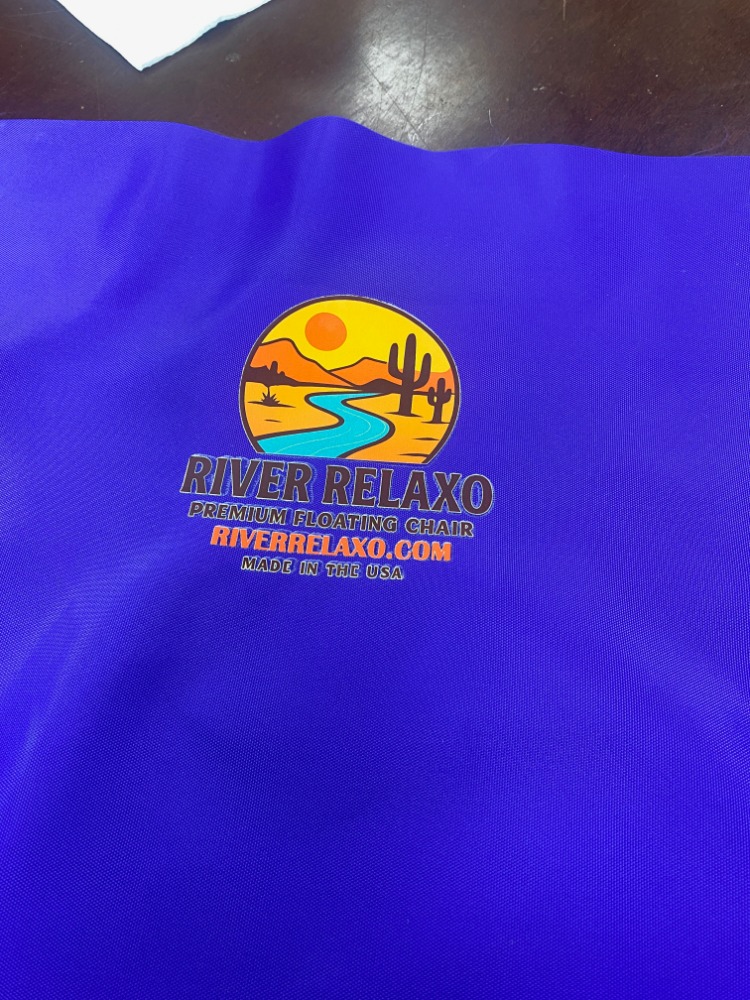 RIVER RELAXO
PREMIUM FLOATING CHAIR
RIVERRELAXO.COM
MADE IN THE USA